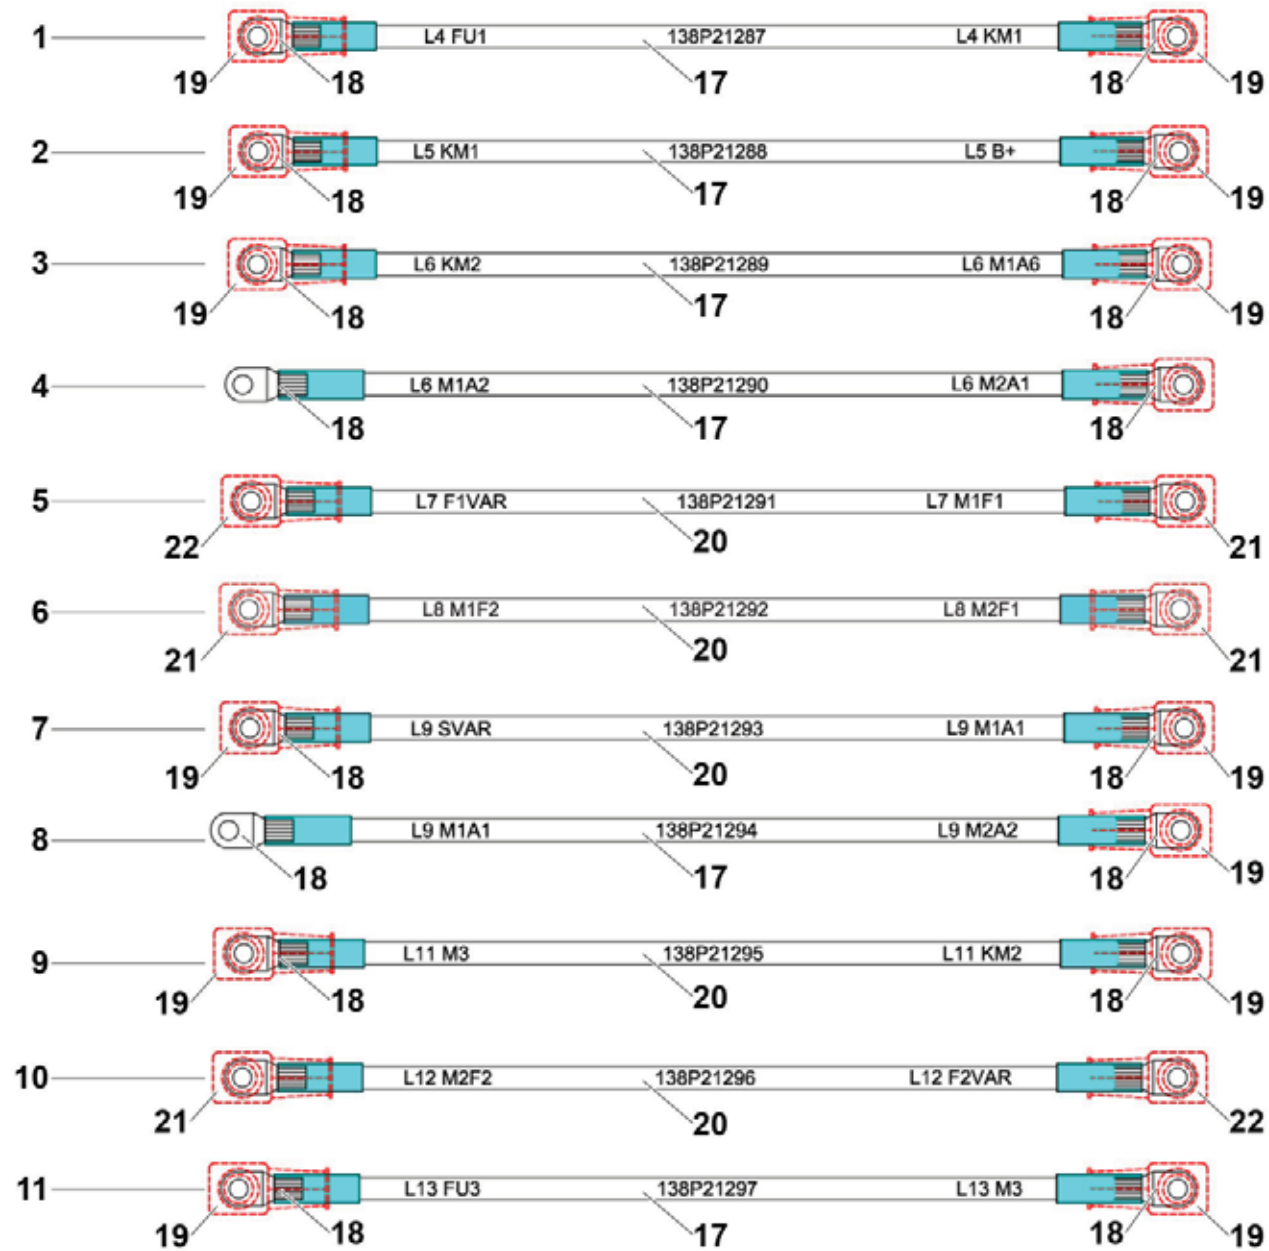 1 L4 FU1 138P21287 L4 KM1
19 18 17 18 19
2 L5 KM1 138P21288 L5 B+
19 18 17 18 19
3 L6 KM2 138P21289 L6 M1A6
19 18 17 18 19
4 L6 M1A2 138P21290 L6 M2A1
18 17 18
5 L7 F1VAR 138P21291 L7 M1F1
22 20 21
6 L8 M1F2 138P21292 L8 M2F1
21 20 21
7 L9 SVAR 138P21293 L9 M1A1
19 18 20 18 19
8 L9 M1A1 138P21294 L9 M2A2
18 17 18 19
9 L11 M3 138P21295 L11 KM2
19 18 20 18 19
10 L12 M2F2 138P21296 L12 F2VAR
21 20 22
11 L13 FU3 138P21297 L13 M3
19 18 17 18 19